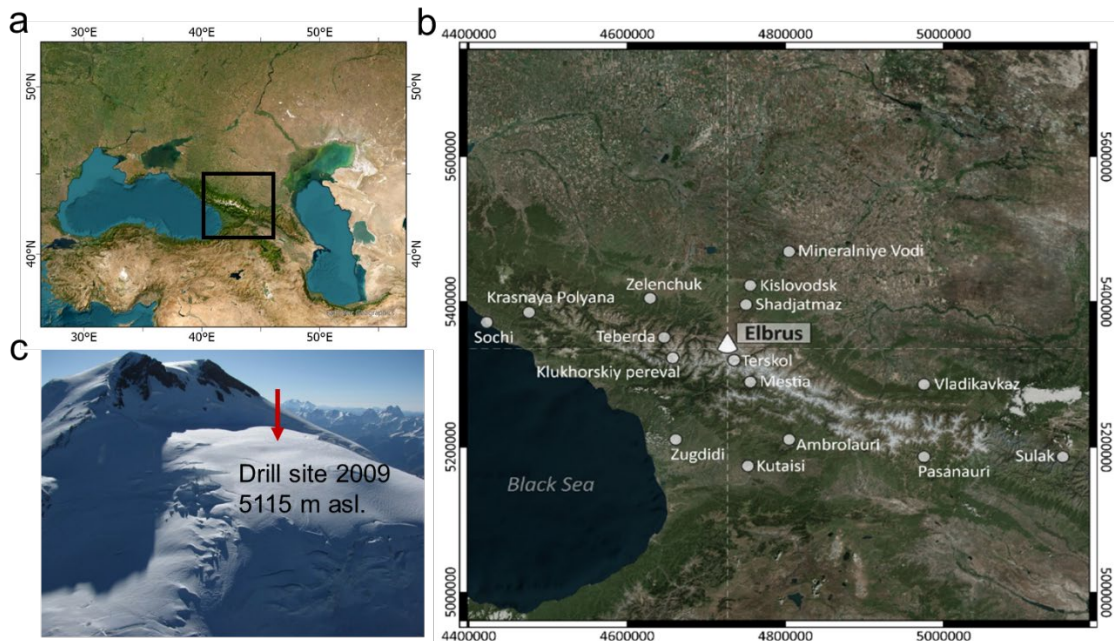 a
30°E
40°E
50°E
50°N
40°N
50°N
40°N
30°E
40°E
50°E
b
4400000
4600000
4800000
5000000
5600000
5400000
5200000
5000000
5600000
5400000
5200000
5000000
Mineralniye Vodi
Kislovodsk
Zelenchuk
Shadjatmaz
Krasnaya Polyana
Elbrus
Sochi
Teberda
Terskol
Klukhorskiy pereval
Mestia
Vladikavkaz
Zugdidi
Ambrolauri
Kutaisi
Pasanauri
Sulak
Black Sea
4400000
4600000
4800000
5000000
c
Drill site 2009
5115 m asl.